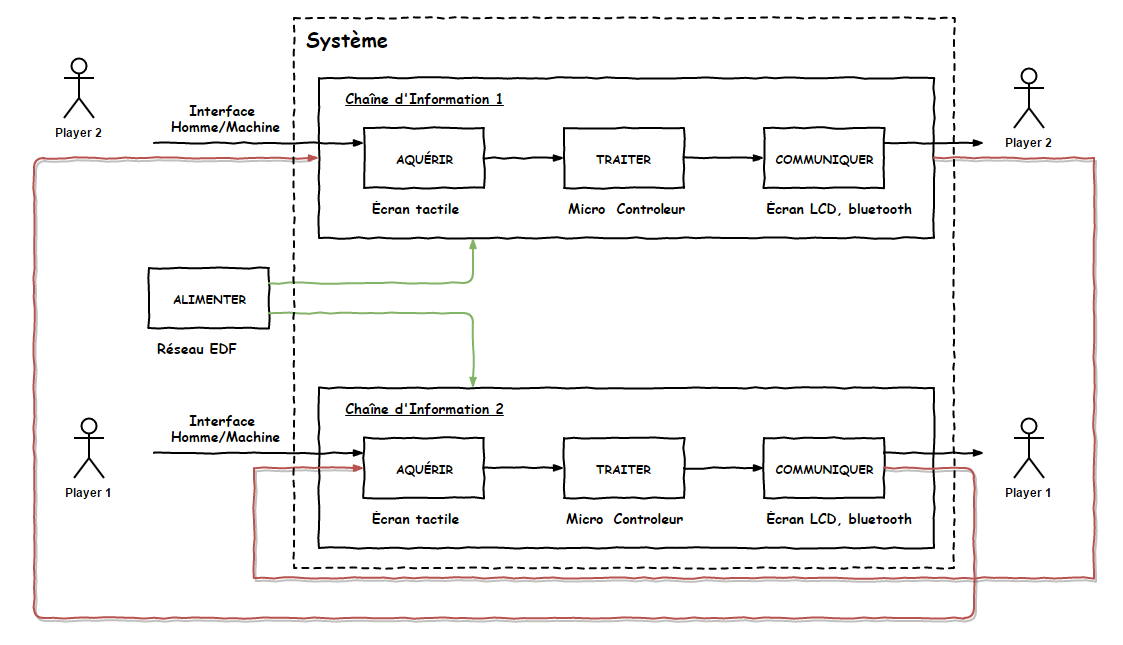 Système
Player 2
Interface
Homme/Machine
Chaîne d'Information 1
AQUÉRIR
TRAITER
COMMUNIQUER
Écran tactile
Micro Controleur
Écran LCD, bluetooth
Player 2
ALIMENTER
Réseau EDF
Player 1
Interface
Homme/Machine
Chaîne d'Information 2
AQUÉRIR
TRAITER
COMMUNIQUER
Écran tactile
Micro Controleur
Écran LCD, bluetooth
Player 1